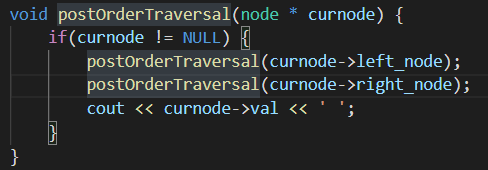 void postOrderTraversal(node * curnode) {
    if(curnode != NULL) {
        postOrderTraversal(curnode->left_node);
        postOrderTraversal(curnode->right_node);
        cout << curnode->val << ' ';
    }
}